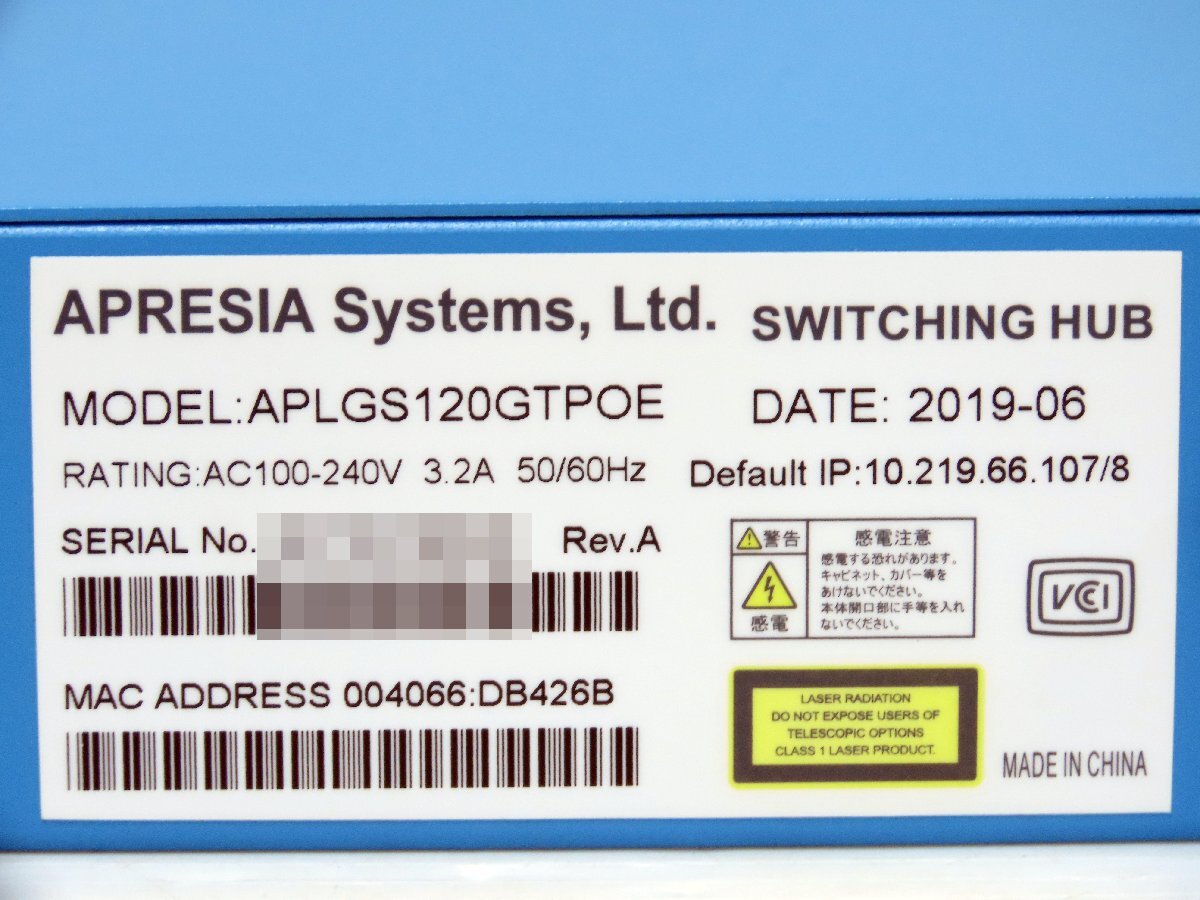 APRESIA Systems, Ltd. SWITCHING HUB
MODEL:APLGS120GTPOE DATE: 2019-06
RATING:AC100-240V 3.2A 50/60Hz Default IP:10.219.66.107/8
SERIAL No. Rev.A
警告
感電
感電注意
感電する恐れがあります。
キャビネット、カバー等を
あけないでください。
本体開口部に手等を入れ
ないでください。
VCCI
MAC ADDRESS 004066:DB426B
LASER RADIATION
DO NOT EXPOSE USERS OF
TELESCOPIC OPTIONS
CLASS 1 LASER PRODUCT.
MADE IN CHINA